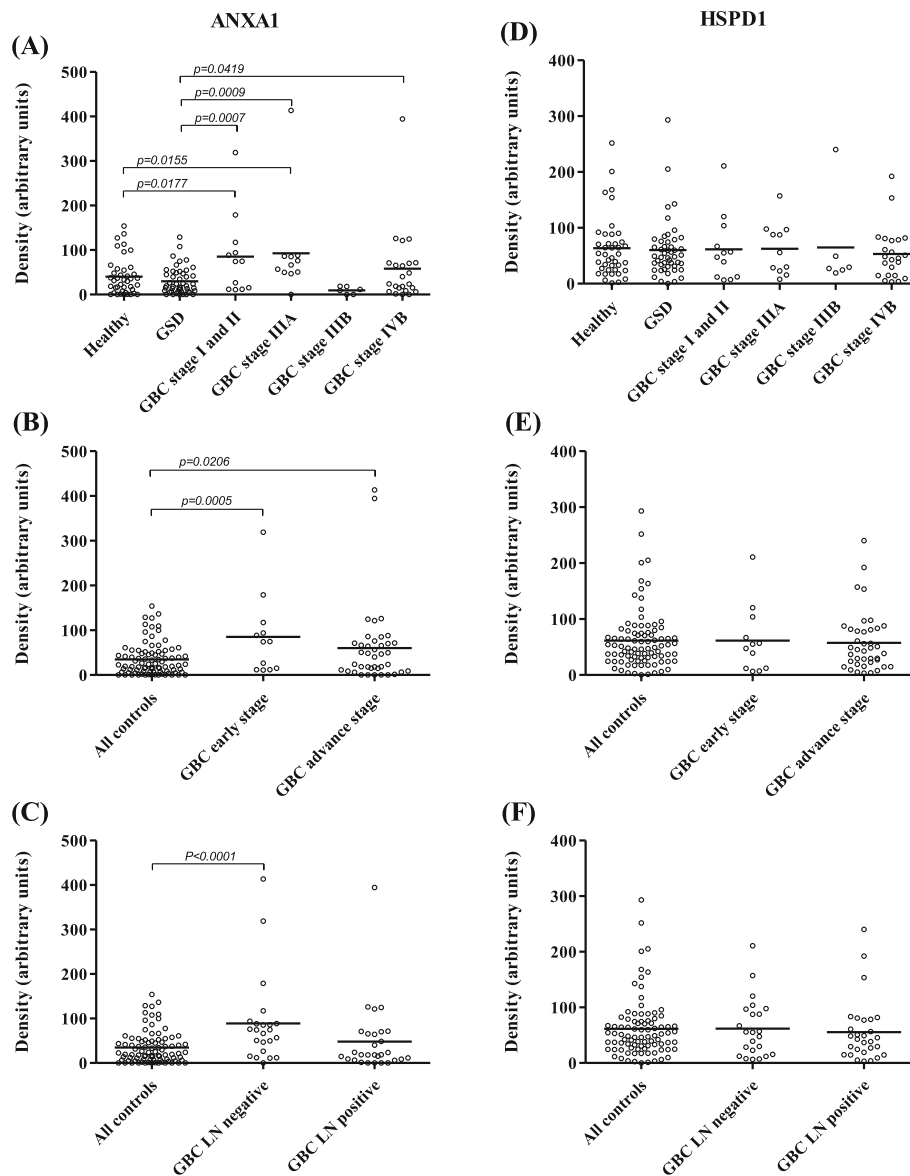 ANXA1
HSPD1
(A)
Density (arbitrary units)
500
400
300
200
100
0
p=0.0419
p=0.0009
p=0.0007
p=0.0155
p=0.0177
Healthy
GSD
GBC stage I and II
GBC stage IIIA
GBC stage IIIB
GBC stage IVB
(D)
Density (arbitrary units)
400
300
200
100
0
Healthy
GSD
GBC stage I and II
GBC stage IIIA
GBC stage IIIB
GBC stage IVB
(B)
Density (arbitrary units)
500
400
300
200
100
0
p=0.0206
p=0.0005
All controls
GBC early stage
GBC advance stage
(E)
Density (arbitrary units)
400
300
200
100
0
All controls
GBC early stage
GBC advance stage
(C)
Density (arbitrary units)
500
400
300
200
100
0
P<0.0001
All controls
GBC LN negative
GBC LN positive
(F)
Density (arbitrary units)
400
300
200
100
0
All controls
GBC LN negative
GBC LN positive